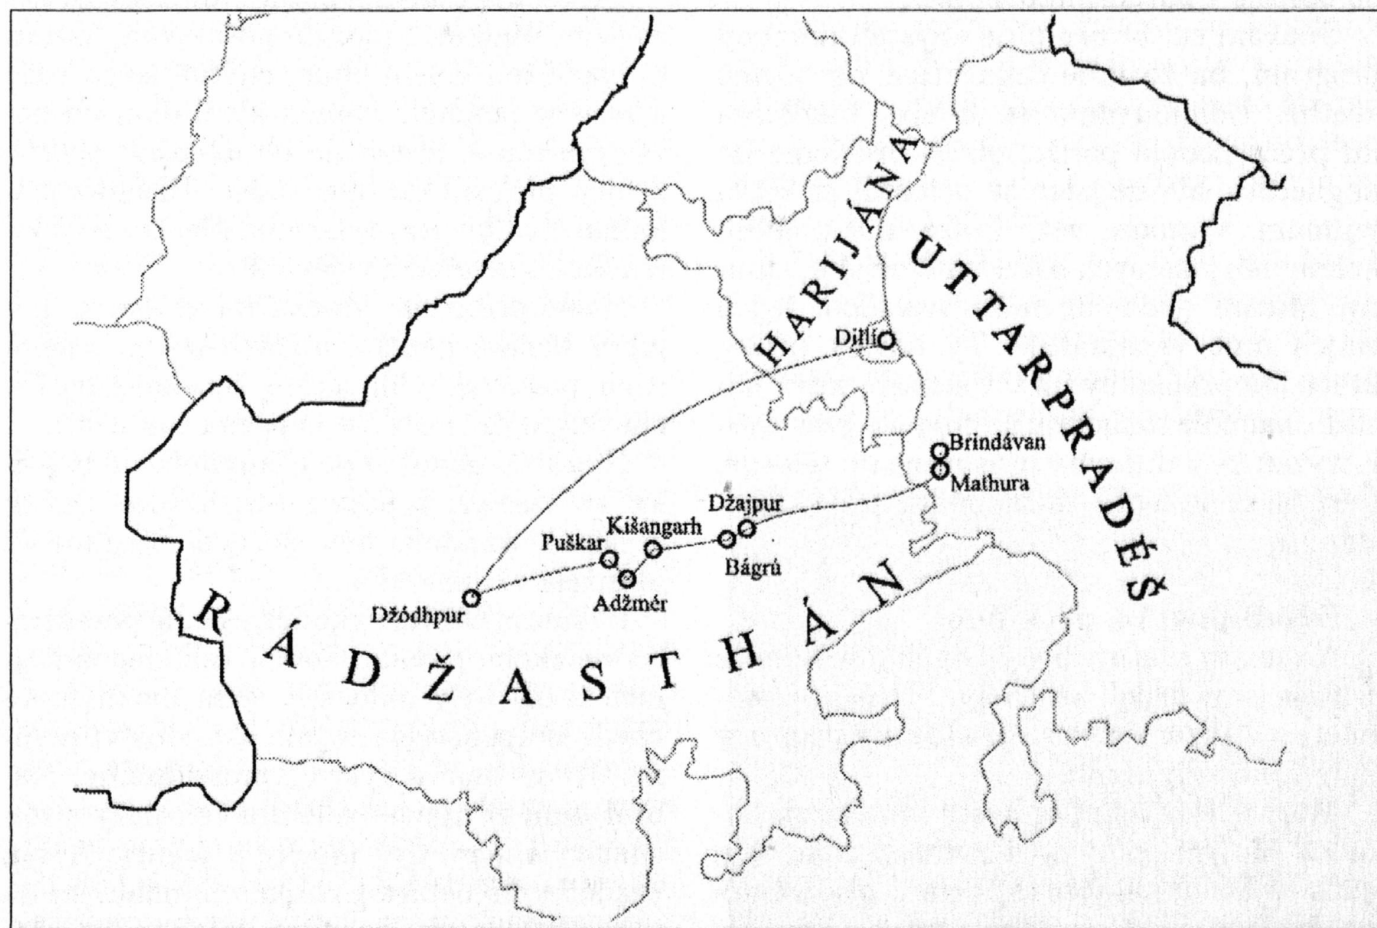 HARIJÁNA
UTTARPRADÉŠ
Dillí
Brindávan
Mathura
Džajpur
Kišangarh
Puškar
Bágrú
Adžmér
Džódhpur
RÁDŽASTHÁN